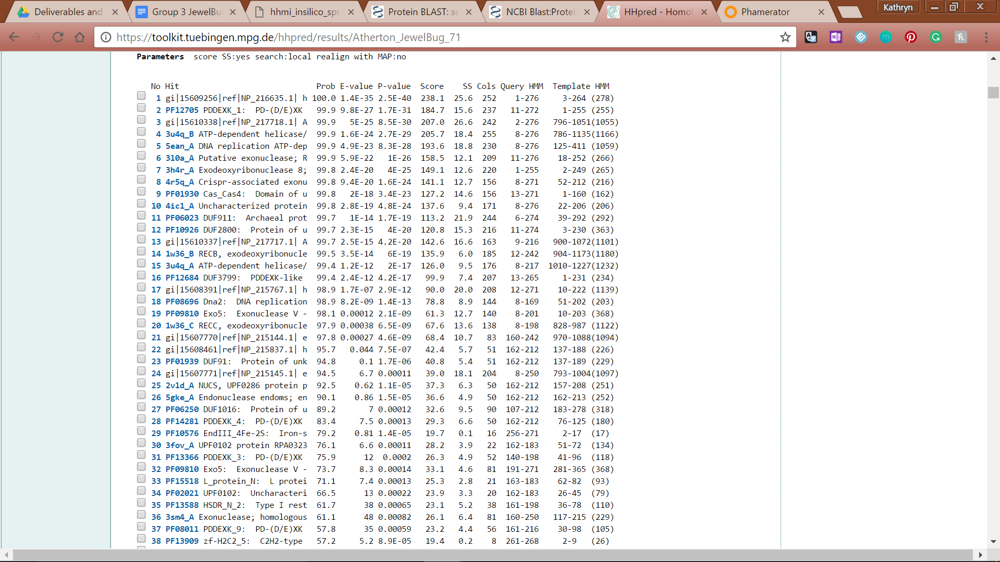 Deliverables and
Group 3 JewelBu
hhmi_insilico_spr
Protein BLAST: se
NCBI Blast:Protei
HHpred - Homol
Phamerator
Kathryn
https://toolkit.tuebingen.mpg.de/hhpred/results/Atherton_JewelBug_71
Parameters score SS:yes search:local realign with MAP:no
No Hit Prob E-value P-value Score SS Cols Query HMM Template HMM
1 gi|15609256|ref|NP_216635.1| h 100.0 1.4E-35 2.5E-40 238.1 25.6 252 1-276 3-264 (278)
2 PF12705 PDDEXK_1: PD-(D/E)XK 99.9 9.8E-27 1.7E-31 184.7 15.6 237 11-272 1-255 (255)
3 gi|15610338|ref|NP_217718.1| A 99.9 5E-25 8.5E-30 207.0 26.6 242 2-276 796-1051(1055)
4 3u4q_B ATP-dependent helicase/ 99.9 1.6E-24 2.7E-29 205.7 18.4 255 8-276 786-1135(1166)
5 5ean_A DNA replication ATP-dep 99.9 4.9E-23 8.3E-28 193.6 18.8 230 8-276 125-411 (1059)
6 3l0a_A Putative exonuclease; R 99.9 5.9E-22 1E-26 158.5 12.1 209 11-276 18-252 (266)
7 3h4r_A Exodeoxyribonuclease 8; 99.8 2.4E-20 4E-25 149.1 12.6 220 1-255 2-249 (265)
8 4r5q_A Crispr-associated exonu 99.8 9.4E-20 1.6E-24 141.1 12.7 156 8-271 52-212 (216)
9 PF01930 Cas_Cas4: Domain of u 99.8 2E-18 3.4E-23 127.2 14.6 156 13-271 1-160 (162)
10 4ic1_A Uncharacterized protein 99.8 2.8E-19 4.8E-24 137.6 9.4 171 8-276 22-206 (206)
11 PF06023 DUF911: Archaeal prot 99.7 1E-14 1.7E-19 113.2 21.9 244 6-274 39-292 (292)
12 PF10926 DUF2800: Protein of u 99.7 2.3E-15 4E-20 120.8 15.3 216 11-274 3-230 (363)
13 gi|15610337|ref|NP_217717.1| A 99.7 2.5E-15 4.2E-20 142.6 16.6 163 9-216 900-1072(1101)
14 1w36_B RECB, exodeoxyribonucle 99.5 3.5E-14 6E-19 135.9 6.0 185 12-242 904-1173(1180)
15 3u4q_A ATP-dependent helicase/ 99.4 1.2E-12 2E-17 126.0 9.5 176 8-217 1010-1227(1232)
16 PF12684 DUF3799: PDDEXK-like 99.4 2.4E-12 4.2E-17 99.9 7.4 207 13-265 1-231 (234)
17 gi|15608391|ref|NP_215767.1| h 98.9 1.7E-07 2.9E-12 90.0 20.0 208 12-271 10-222 (1139)
18 PF08696 Dna2: DNA replication 98.9 8.2E-09 1.4E-13 78.8 8.9 144 8-169 51-202 (203)
19 PF09810 Exo5: Exonuclease V - 98.1 0.00012 2.1E-09 61.3 12.7 140 8-201 10-203 (368)
20 1w36_C RECC, exodeoxyribonucle 97.9 0.00038 6.5E-09 67.6 13.6 138 8-198 828-987 (1122)
21 gi|15607770|ref|NP_215144.1| e 97.8 0.00027 4.6E-09 68.4 10.7 83 160-242 970-1088(1094)
22 gi|15608461|ref|NP_215837.1| h 95.7 0.044 7.5E-07 42.4 5.7 51 162-212 137-188 (226)
23 PF01939 DUF91: Protein of unk 94.8 0.1 1.7E-06 40.8 5.4 51 162-212 137-189 (229)
24 gi|15607771|ref|NP_215145.1| e 94.5 6.7 0.00011 39.0 18.1 204 8-250 793-1004(1097)
25 2vld_A NUCS, UPF0286 protein p 92.5 0.62 1.1E-05 37.3 6.3 50 162-212 157-208 (251)
26 5gke_A Endonuclease endoms; en 90.1 0.86 1.5E-05 36.6 4.9 50 162-212 162-213 (252)
27 PF06250 DUF1016: Protein of u 89.2 7 0.00012 32.6 9.5 90 107-212 183-278 (318)
28 PF14281 PDDEXK_4: PD-(D/E)XK 83.4 7.5 0.00013 29.3 6.6 50 162-212 76-125 (180)
29 PF10576 EndIII_4Fe-2S: Iron-s 79.2 0.81 1.4E-05 19.7 0.1 16 256-271 2-17 (17)
30 3fov_A UPF0102 protein RPA0323 76.1 6.6 0.00011 28.2 3.9 22 162-183 51-72 (134)
31 PF13366 PDDEXK_3: PD-(D/E)XK 75.9 12 0.0002 26.3 4.9 52 140-198 41-96 (118)
32 PF09810 Exo5: Exonuclease V - 73.7 8.3 0.00014 33.1 4.6 81 191-271 281-365 (368)
33 PF15518 L_protein_N: L protei 71.1 7.4 0.00013 25.3 2.8 21 163-183 62-82 (93)
34 PF02021 UPF0102: Uncharacteri 66.5 13 0.00022 23.9 3.3 20 162-183 26-45 (79)
35 PF13588 HSDR_N_2: Type I rest 61.7 38 0.00065 23.1 5.2 38 161-198 36-78 (110)
36 3sm4_A Exonuclease; homologous 61.1 48 0.00082 26.1 6.4 81 160-250 117-215 (229)
37 PF08011 PDDEXK_9: PD-(D/E)XK 57.8 35 0.00059 23.2 4.4 56 161-216 30-98 (105)
38 PF13909 zf-H2C2_5: C2H2-type 57.2 5.2 8.9E-05 19.4 0.2 8 261-268 2-9 (26)